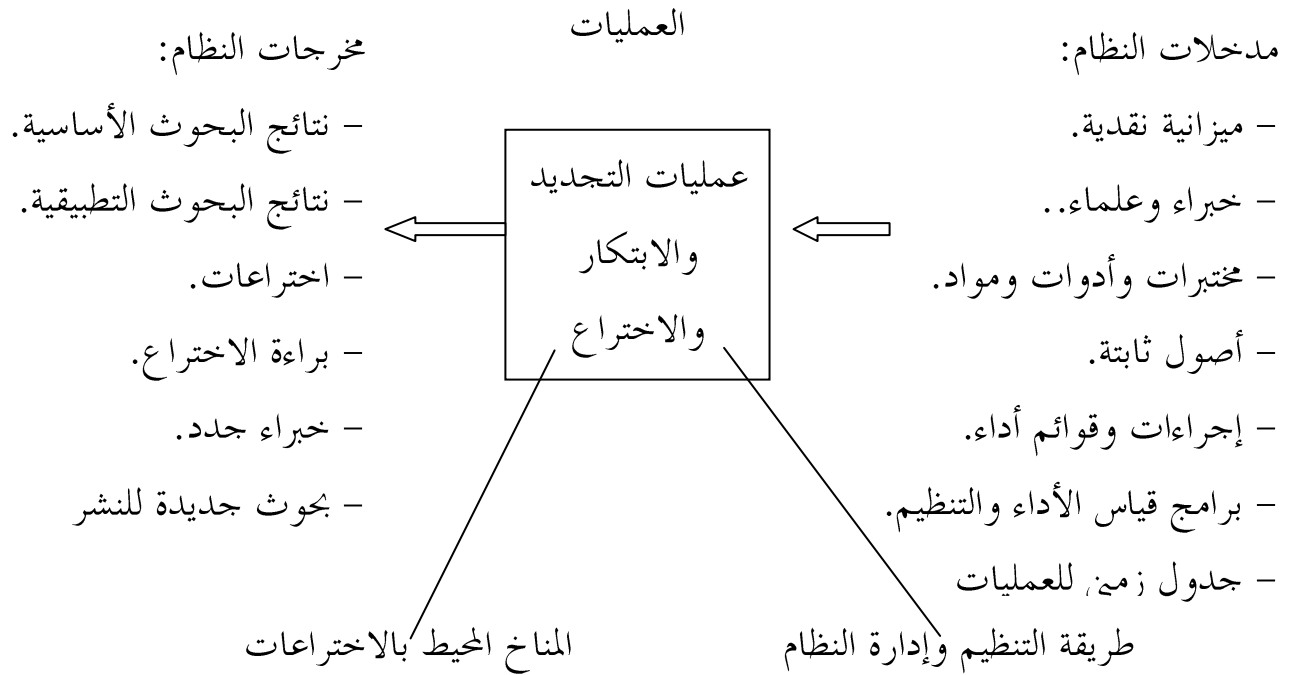 العمليات
مدخلات النظام:
– ميزانية نقدية.
– خبراء وعلماء..
– مختبرات وأدوات ومواد.
– أصول ثابتة.
– إجراءات وقوائم أداء.
– برامج قياس الأداء والتنظيم.
– جدول زمني للعمليات
عمليات التجديد
والابتكار
والاختراع
مخرجات النظام:
– نتائج البحوث الأساسية.
– نتائج البحوث التطبيقية.
– اختراعات.
– براءة الاختراع.
– خبراء جدد.
– بحوث جديدة للنشر
طريقة التنظيم وإدارة النظام
المناخ المحيط بالاختراعات